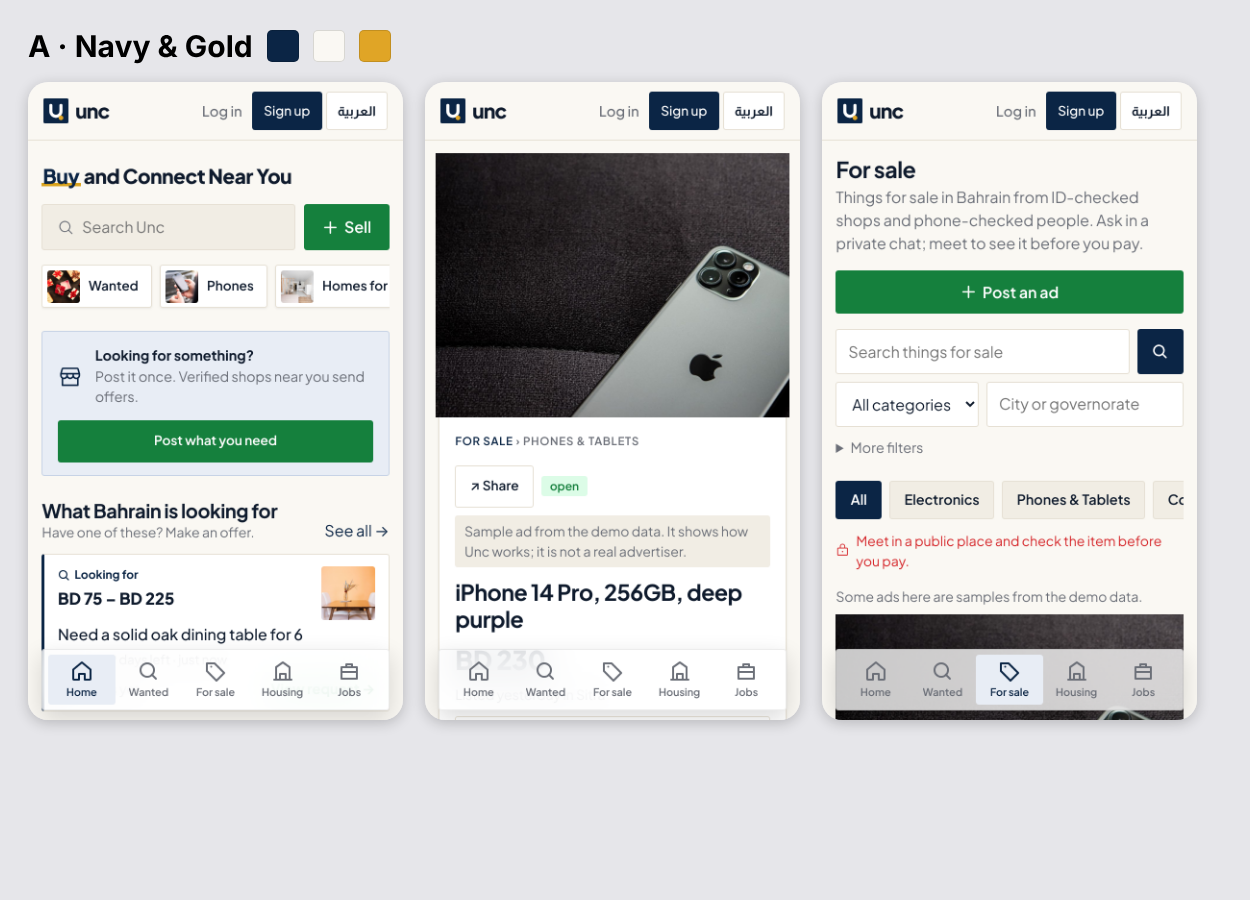 A · Navy & Gold
unc
Log in
Sign up
العربية
Buy and Connect Near You
Search Unc
+ Sell
Wanted
Phones
Homes for
Looking for something?
Post it once. Verified shops near you send
offers.
Post what you need
What Bahrain is looking for
Have one of these? Make an offer.
See all →
Looking for
BD 75 – BD 225
Need a solid oak dining table for 6
Home
Wanted
For sale
Housing
Jobs
unc
Log in
Sign up
العربية
FOR SALE › PHONES & TABLETS
↗ Share
open
Sample ad from the demo data. It shows how
Unc works; it is not a real advertiser.
iPhone 14 Pro, 256GB, deep
purple
BD 230
Home
Wanted
For sale
Housing
Jobs
unc
Log in
Sign up
العربية
For sale
Things for sale in Bahrain from ID-checked
shops and phone-checked people. Ask in a
private chat; meet to see it before you pay.
+ Post an ad
Search things for sale
All categories
City or governorate
▶ More filters
All
Electronics
Phones & Tablets
Meet in a public place and check the item before
you pay.
Some ads here are samples from the demo data.
Home
Wanted
For sale
Housing
Jobs